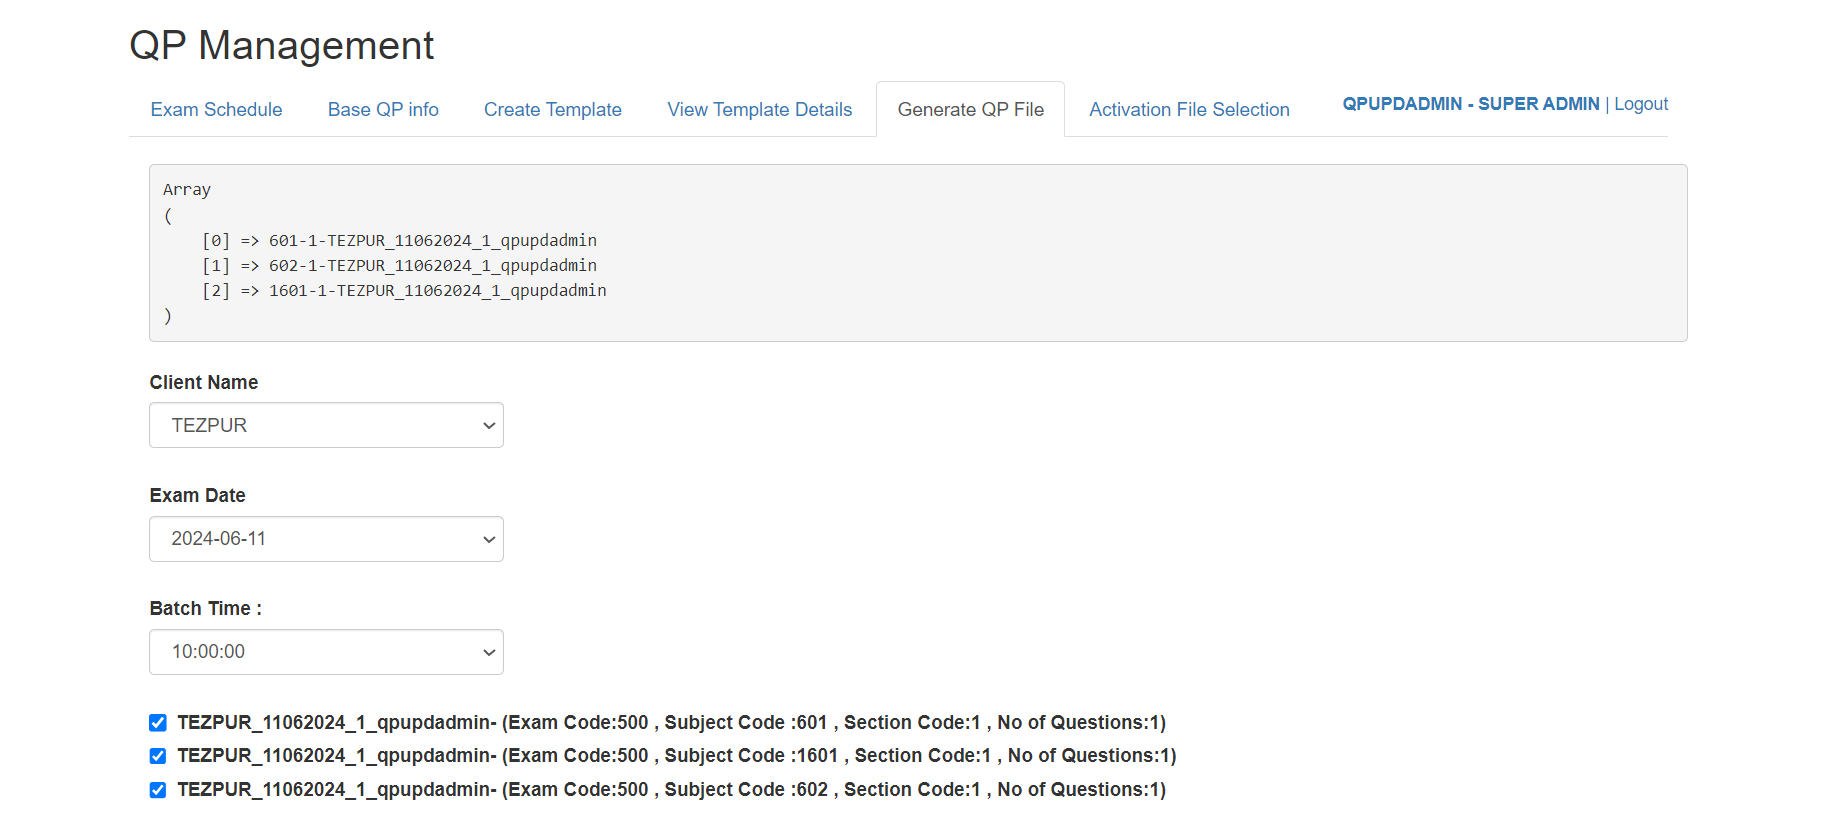 QP Management
Exam Schedule Base QP info Create Template View Template Details Generate QP File Activation File Selection QPUPDADMIN - SUPER ADMIN | Logout
Array
(
[0] => 601-1-TEZPUR_11062024_1_qpupdadmin
[1] => 602-1-TEZPUR_11062024_1_qpupdadmin
[2] => 1601-1-TEZPUR_11062024_1_qpupdadmin
)
Client Name
TEZPUR
Exam Date
2024-06-11
Batch Time :
10:00:00
TEZPUR_11062024_1_qpupdadmin- (Exam Code:500 , Subject Code :601 , Section Code:1 , No of Questions:1)
TEZPUR_11062024_1_qpupdadmin- (Exam Code:500 , Subject Code :1601 , Section Code:1 , No of Questions:1)
TEZPUR_11062024_1_qpupdadmin- (Exam Code:500 , Subject Code :602 , Section Code:1 , No of Questions:1)